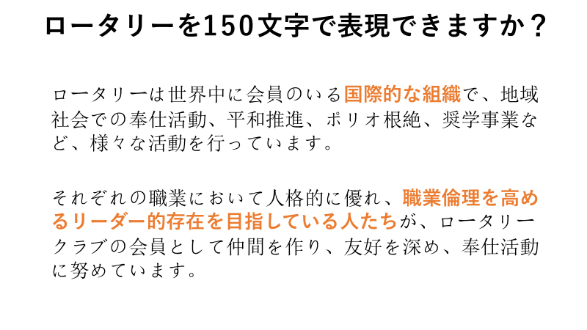 ロータリーを150文字で表現できますか？
ロータリーは世界中に会員のいる国際的な組織で、地域
社会での奉仕活動、平和推進、ポリオ根絶、奨学事業な
ど、様々な活動を行っています。
それぞれの職業において人格的に優れ、職業倫理を高め
るリーダー的存在を目指している人たちが、ロータリー
クラブの会員として仲間を作り、友好を深め、奉仕活動
に努めています。